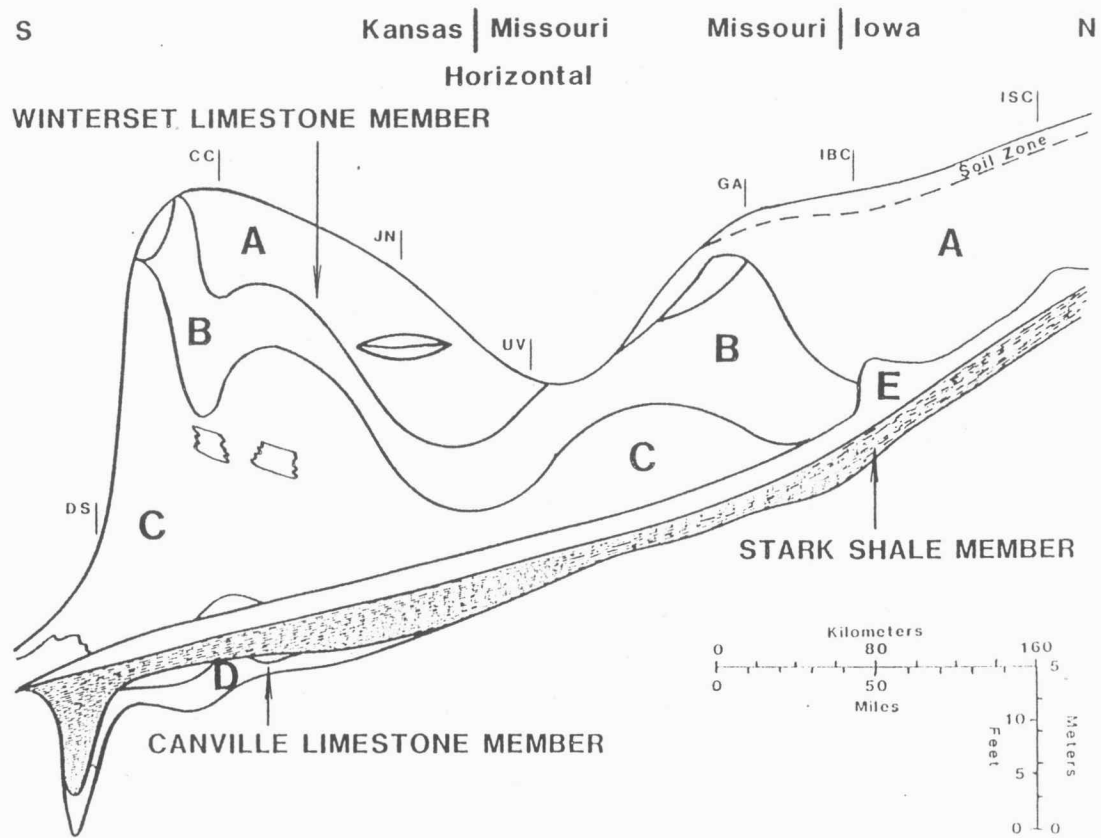 S Kansas Missouri Missouri Iowa N
Horizontal
WINTERSET LIMESTONE MEMBER
ISC
CC
IBC
Soil Zone
GA
A
JN
A
B
UV
B
E
C
DS
C
STARK SHALE MEMBER
Kilometers
0 80 160
D
5
0 50
Miles
CANVILLE LIMESTONE MEMBER
10
Feet
Meters
5
0 0